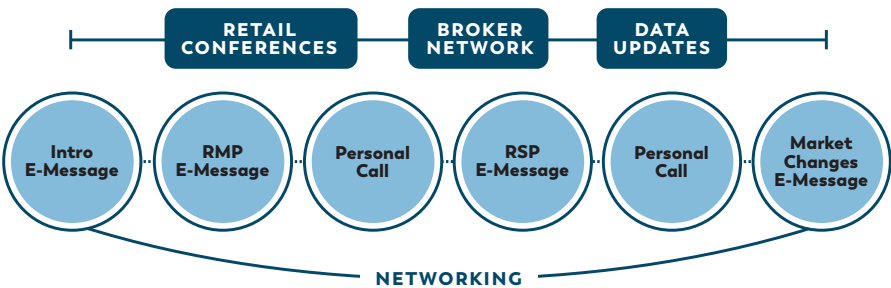 RETAIL
CONFERENCES
BROKER
NETWORK
DATA
UPDATES
Intro
E-Message
RMP
E-Message
Personal
Call
RSP
E-Message
Personal
Call
Market
Changes
E-Message
NETWORKING